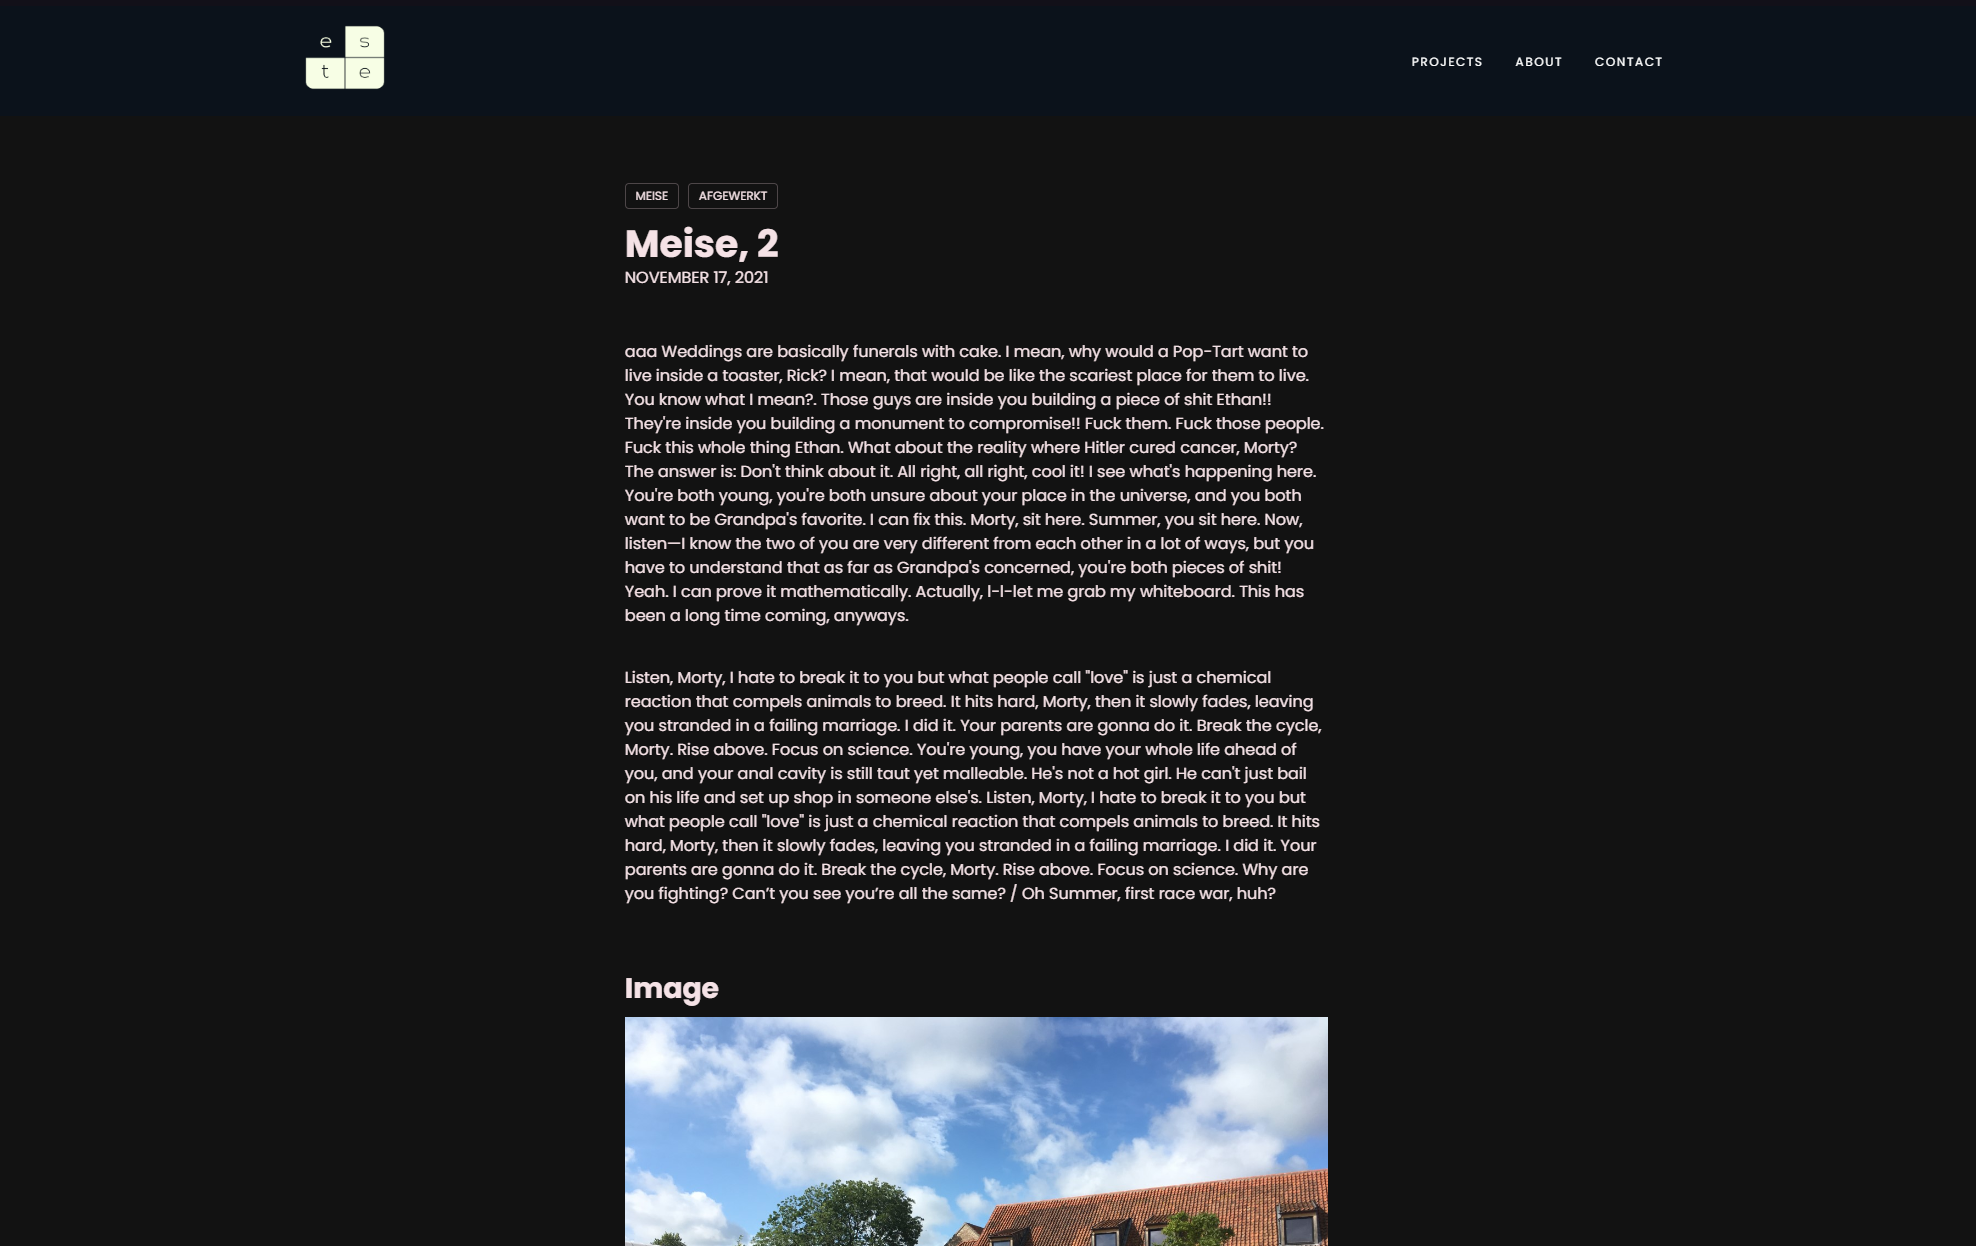 e s
t e
PROJECTS ABOUT CONTACT
MEISE AFGEWERKT
Meise, 2
NOVEMBER 17, 2021
aaa Weddings are basically funerals with cake. I mean, why would a Pop-Tart want to
live inside a toaster, Rick? I mean, that would be like the scariest place for them to live.
You know what I mean?. Those guys are inside you building a piece of shit Ethan!!
They're inside you building a monument to compromise!! Fuck them. Fuck those people.
Fuck this whole thing Ethan. What about the reality where Hitler cured cancer, Morty?
The answer is: Don't think about it. All right, all right, cool it! I see what's happening here.
You're both young, you're both unsure about your place in the universe, and you both
want to be Grandpa's favorite. I can fix this. Morty, sit here. Summer, you sit here. Now,
listen—I know the two of you are very different from each other in a lot of ways, but you
have to understand that as far as Grandpa's concerned, you're both pieces of shit!
Yeah. I can prove it mathematically. Actually, l-l-let me grab my whiteboard. This has
been a long time coming, anyways.
Listen, Morty, I hate to break it to you but what people call "love" is just a chemical
reaction that compels animals to breed. It hits hard, Morty, then it slowly fades, leaving
you stranded in a failing marriage. I did it. Your parents are gonna do it. Break the cycle,
Morty. Rise above. Focus on science. You're young, you have your whole life ahead of
you, and your anal cavity is still taut yet malleable. He's not a hot girl. He can't just bail
on his life and set up shop in someone else's. Listen, Morty, I hate to break it to you but
what people call "love" is just a chemical reaction that compels animals to breed. It hits
hard, Morty, then it slowly fades, leaving you stranded in a failing marriage. I did it. Your
parents are gonna do it. Break the cycle, Morty. Rise above. Focus on science. Why are
you fighting? Can’t you see you’re all the same? / Oh Summer, first race war, huh?
Image